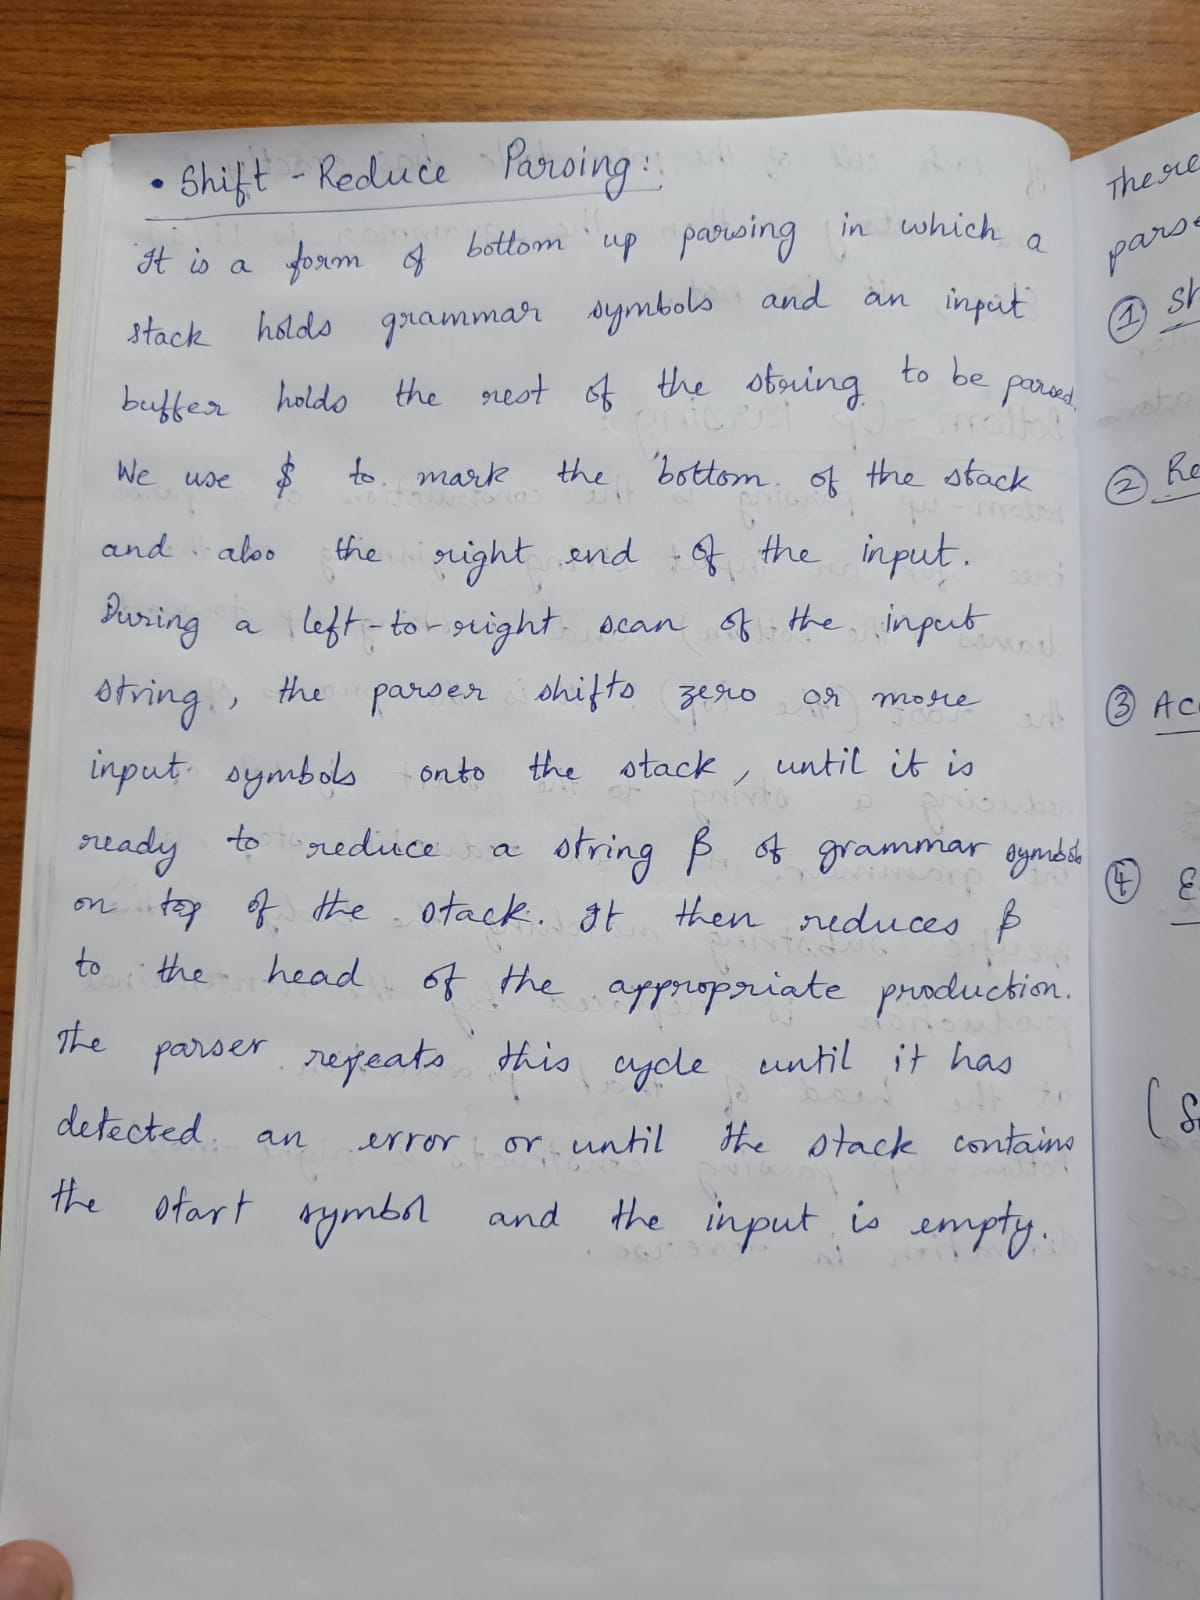 • Shift - Reduce Parsing:
It is a form of bottom up parsing in which a
stack holds grammar symbols and an input
buffer holds the rest of the string to be parsed.
We use $ to mark the bottom of the stack
and also the right end of the input.
During a left-to-right scan of the input
string, the parser shifts zero or more
input symbols onto the stack, until it is
ready to reduce a string β of grammar symbols
on top of the stack. It then reduces β
to the head of the appropriate production.
The parser repeats this cycle until it has
detected an error or until the stack contains
the start symbol and the input is empty.
There
parse
① Sh
② Re
③ Ac
④ E
(S